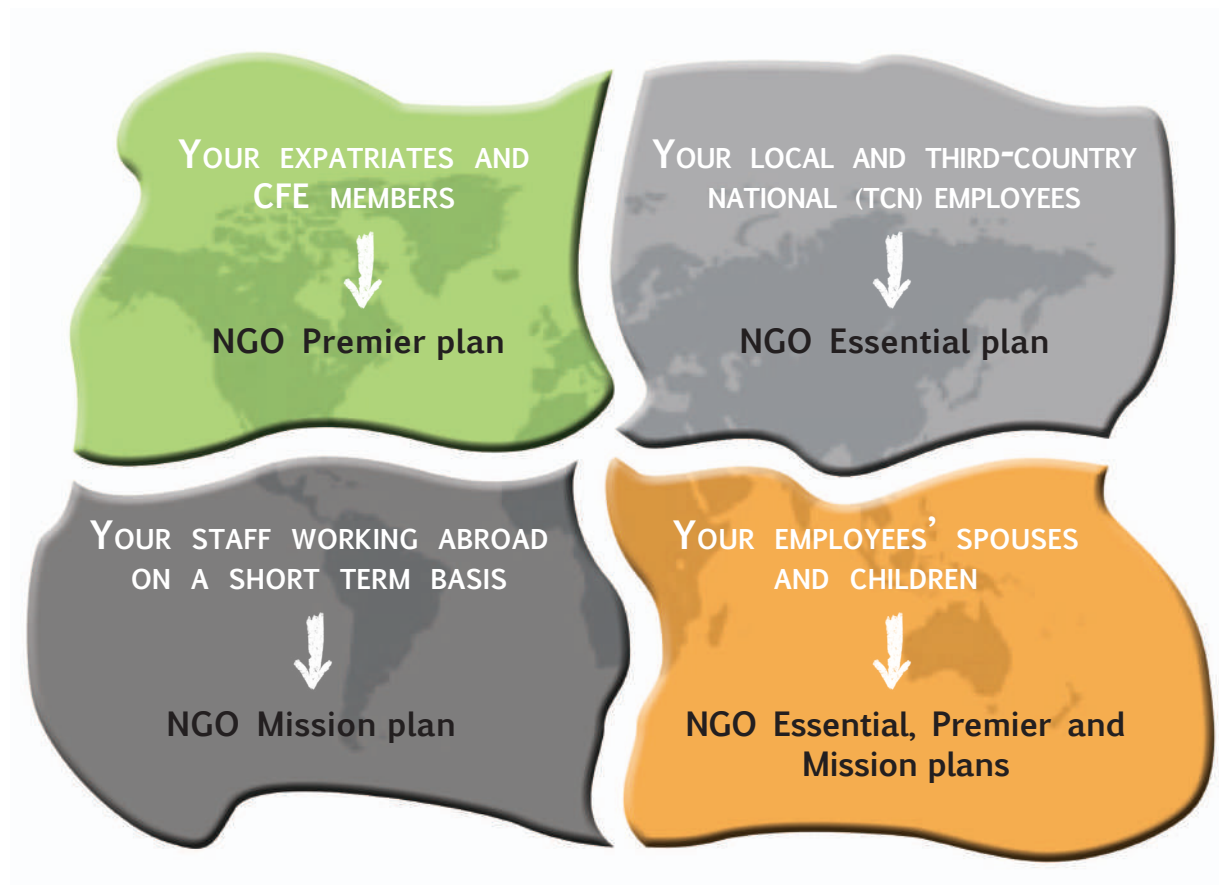 Your expatriates and
CFE members
NGO Premier plan
Your local and third-country
national (TCN) employees
NGO Essential plan
Your staff working abroad
on a short term basis
NGO Mission plan
Your employees' spouses
and children
NGO Essential, Premier and
Mission plans